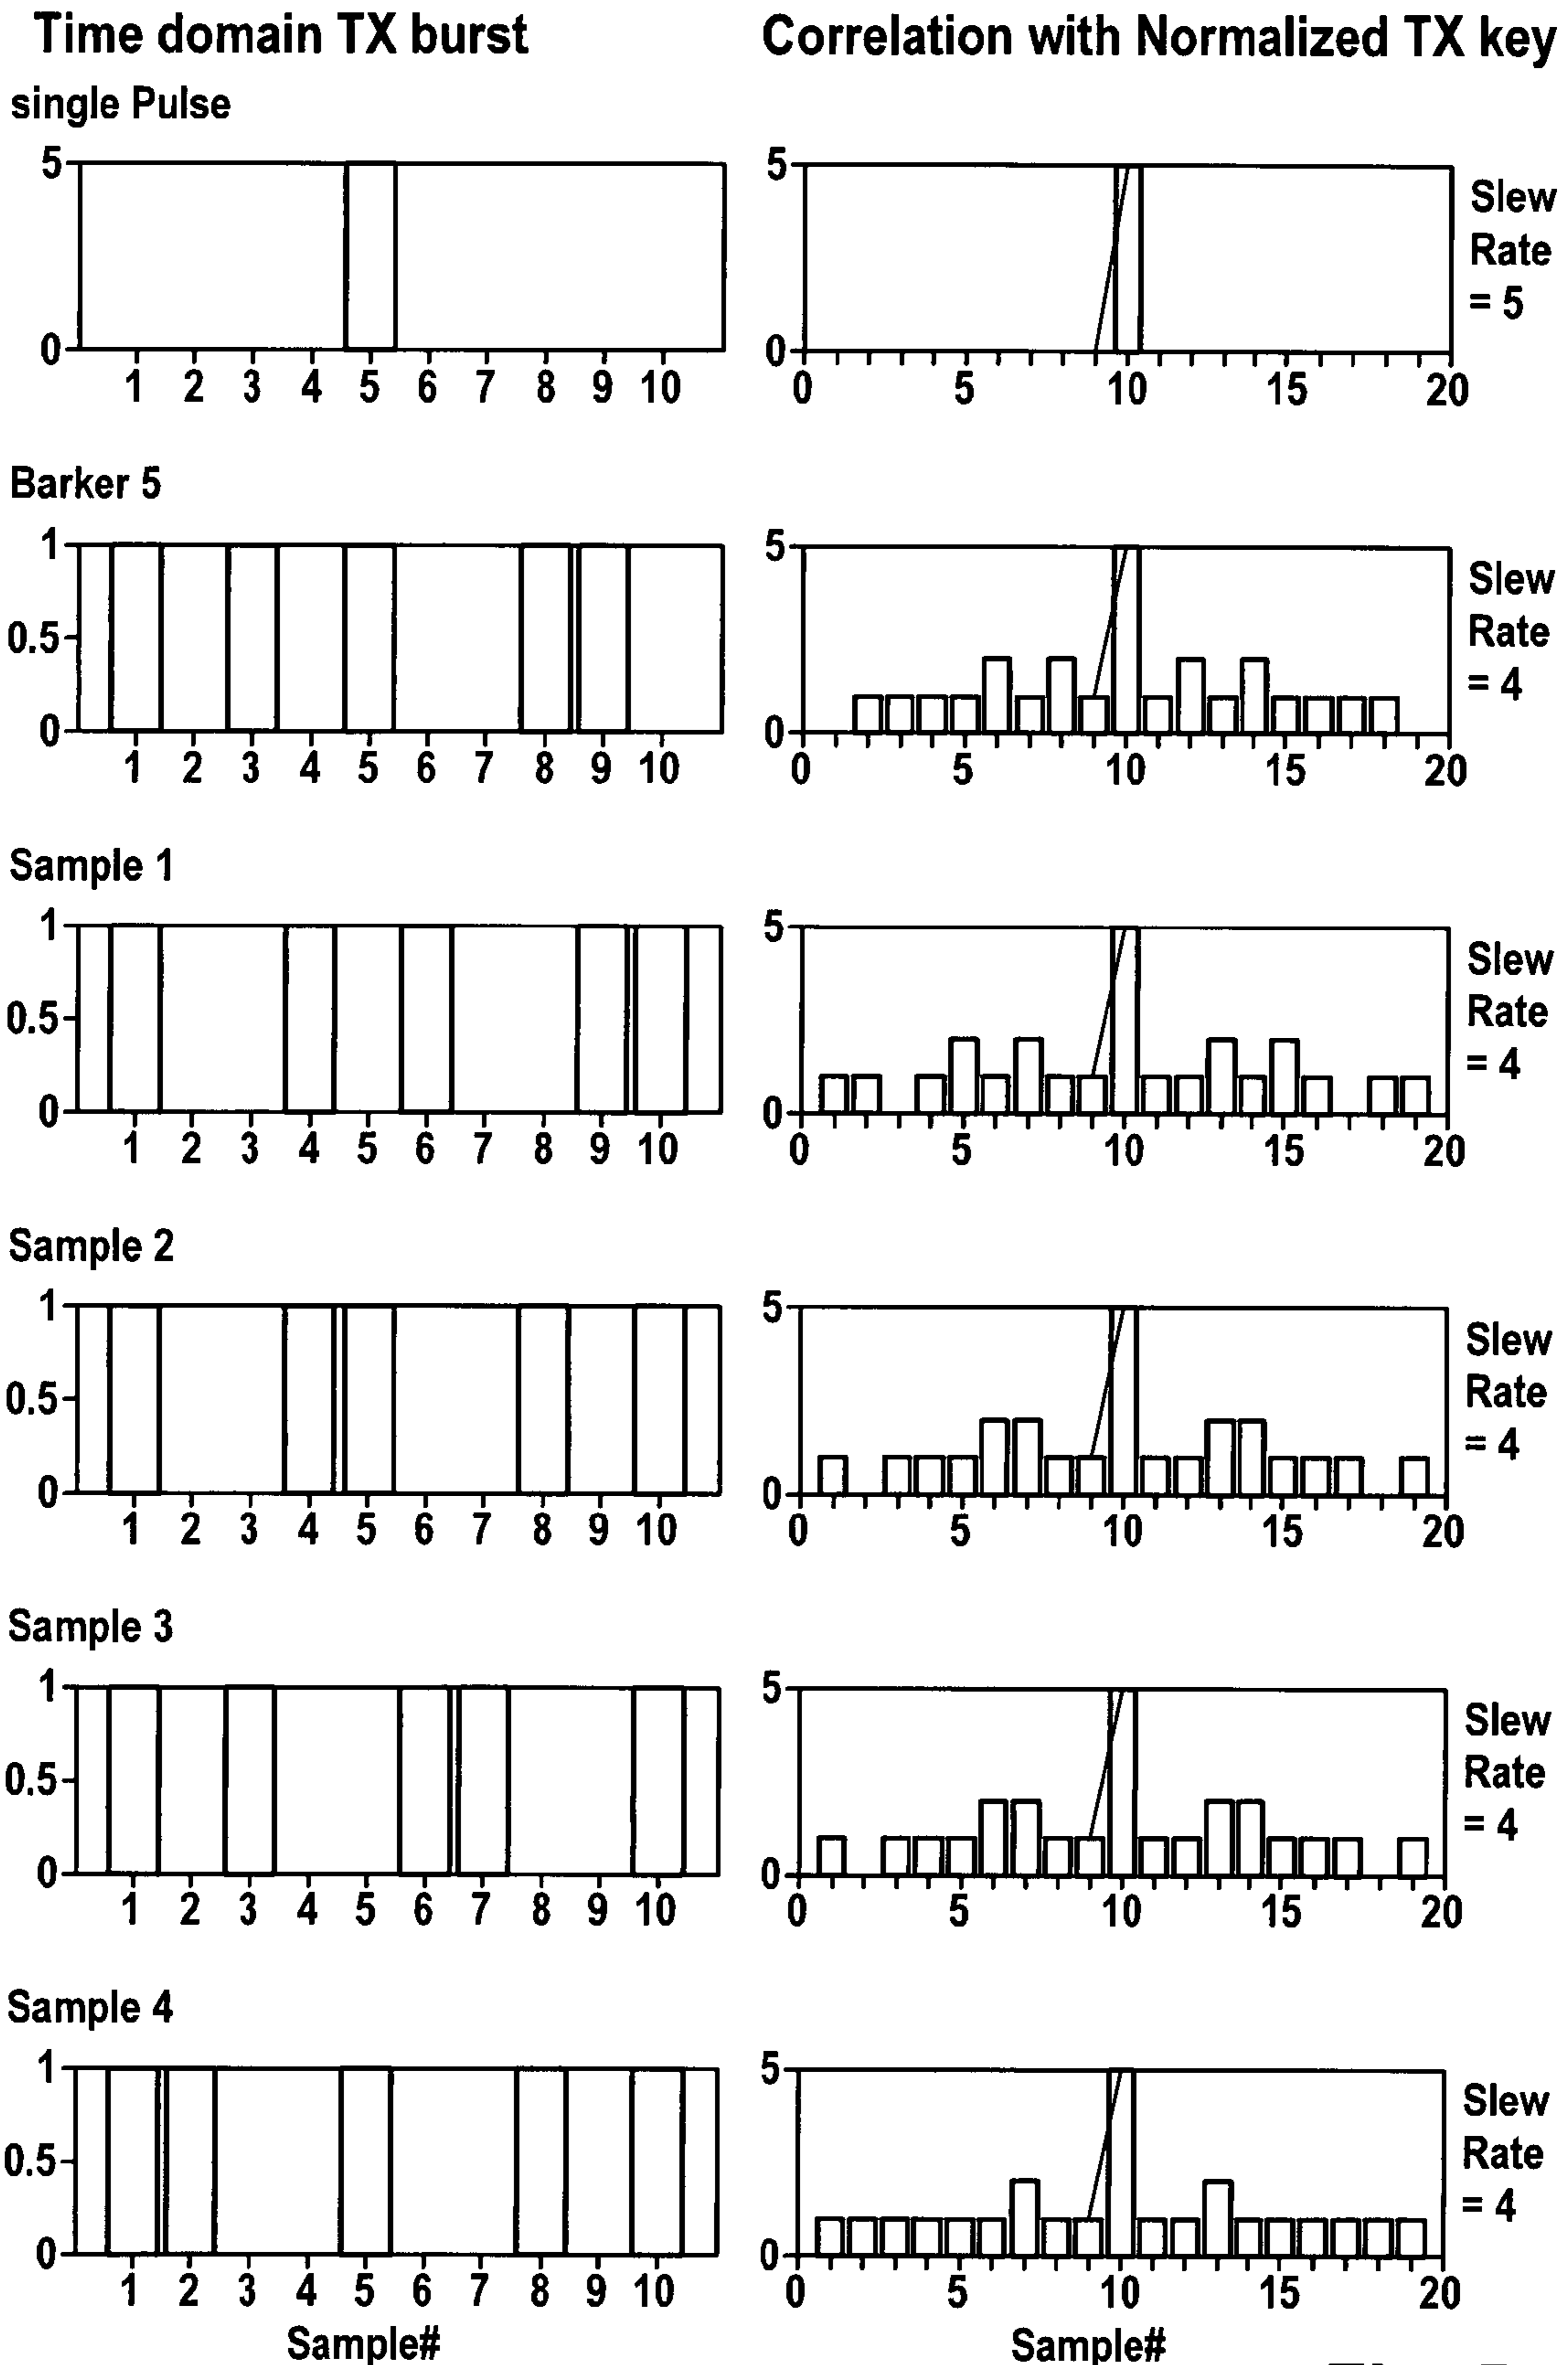 Time domain TX burst
Correlation with Normalized TX key
single Pulse
5
0
1 2 3 4 5 6 7 8 9 10
5
0
0 5 10 15 20
Slew
Rate
= 5
Barker 5
1
0.5
0
1 2 3 4 5 6 7 8 9 10
5
0
0 5 10 15 20
Slew
Rate
= 4
Sample 1
1
0.5
0
1 2 3 4 5 6 7 8 9 10
5
0
0 5 10 15 20
Slew
Rate
= 4
Sample 2
1
0.5
0
1 2 3 4 5 6 7 8 9 10
5
0
0 5 10 15 20
Slew
Rate
= 4
Sample 3
1
0.5
0
1 2 3 4 5 6 7 8 9 10
5
0
0 5 10 15 20
Slew
Rate
= 4
Sample 4
1
0.5
0
1 2 3 4 5 6 7 8 9 10
Sample#
5
0
0 5 10 15 20
Sample#
Slew
Rate
= 4